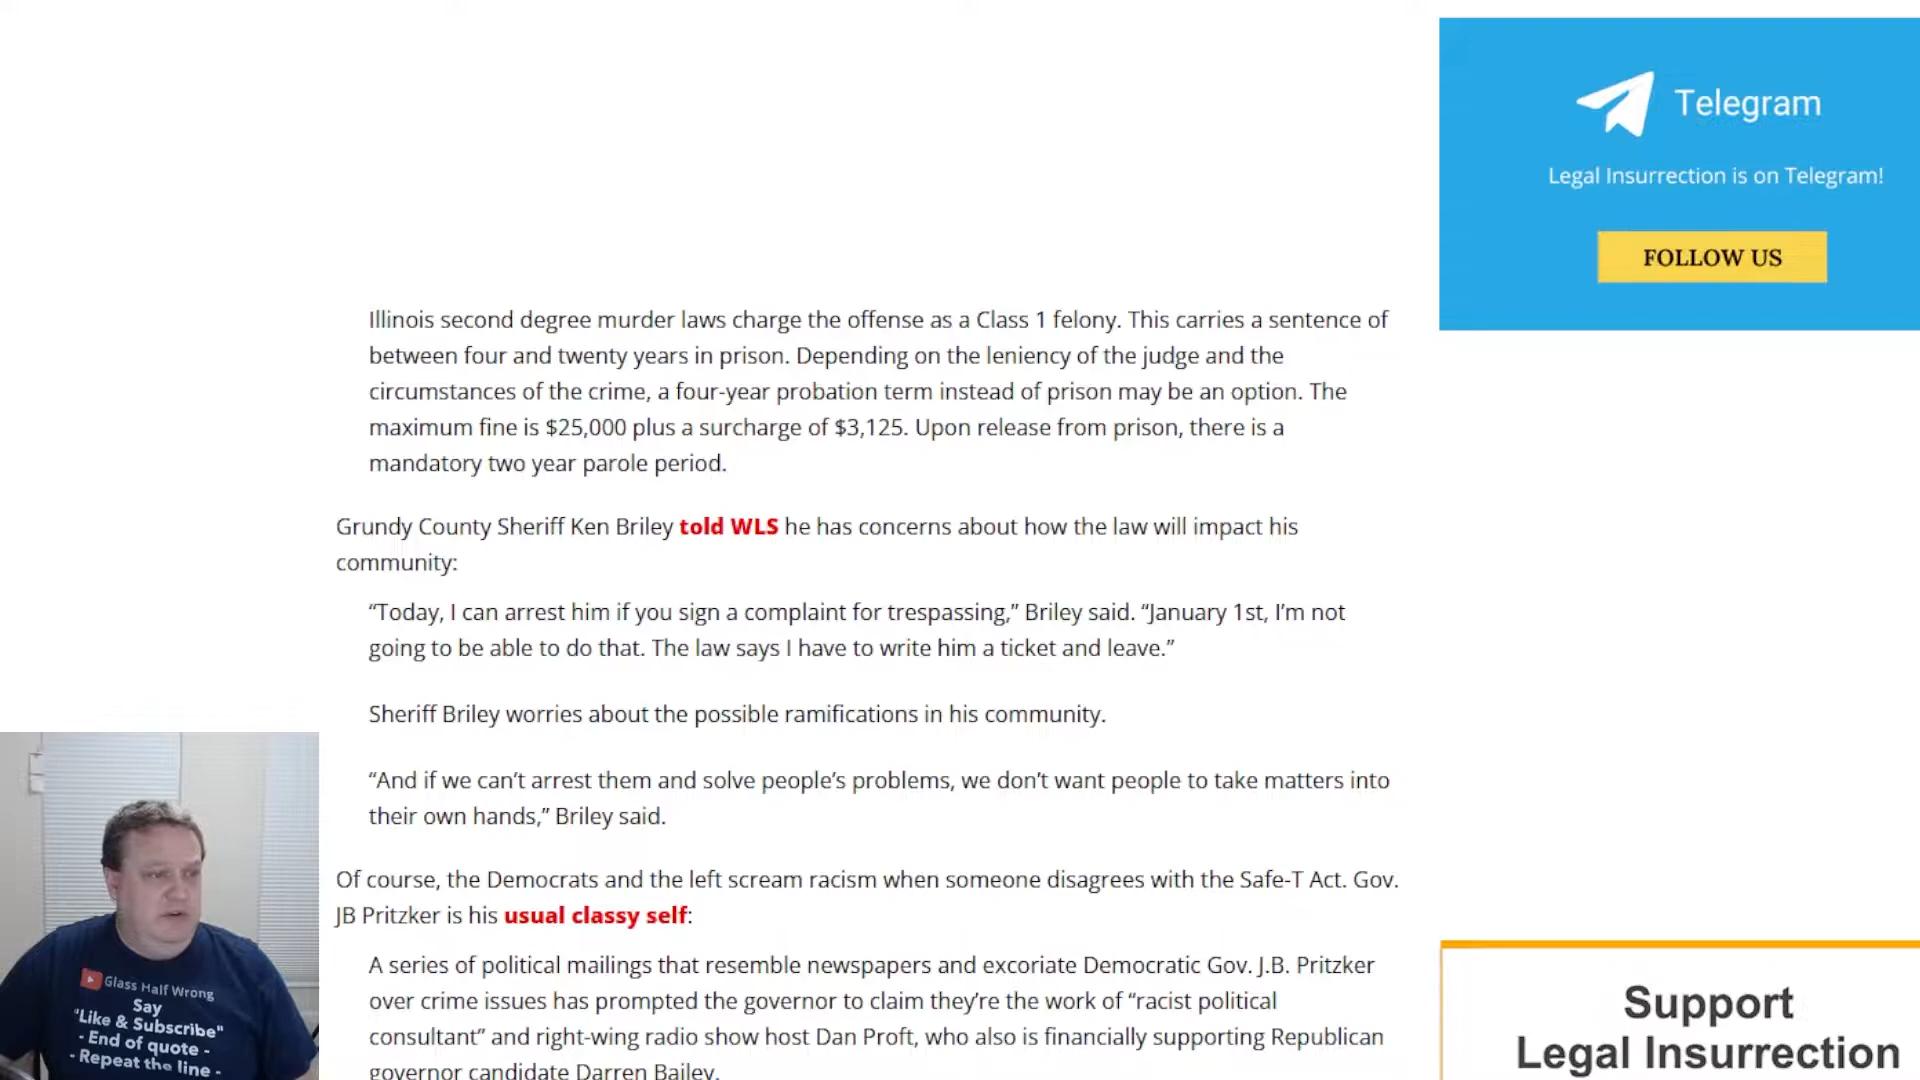 Telegram
Legal Insurrection is on Telegram!
FOLLOW US
Illinois second degree murder laws charge the offense as a Class 1 felony. This carries a sentence of
between four and twenty years in prison. Depending on the leniency of the judge and the
circumstances of the crime, a four-year probation term instead of prison may be an option. The
maximum fine is $25,000 plus a surcharge of $3,125. Upon release from prison, there is a
mandatory two year parole period.
Grundy County Sheriff Ken Briley told WLS he has concerns about how the law will impact his
community:
“Today, I can arrest him if you sign a complaint for trespassing,” Briley said. “January 1st, I’m not
going to be able to do that. The law says I have to write him a ticket and leave.”
Sheriff Briley worries about the possible ramifications in his community.
“And if we can’t arrest them and solve people’s problems, we don’t want people to take matters into
their own hands,” Briley said.
Of course, the Democrats and the left scream racism when someone disagrees with the Safe-T Act. Gov.
JB Pritzker is his usual classy self:
A series of political mailings that resemble newspapers and excoriate Democratic Gov. J.B. Pritzker
over crime issues has prompted the governor to claim they’re the work of “racist political
consultant” and right-wing radio show host Dan Proft, who also is financially supporting Republican
governor candidate Darren Bailey.
Glass Half Wrong
Say
"Like & Subscribe"
- End of quote -
- Repeat the line -
Support
Legal Insurrection